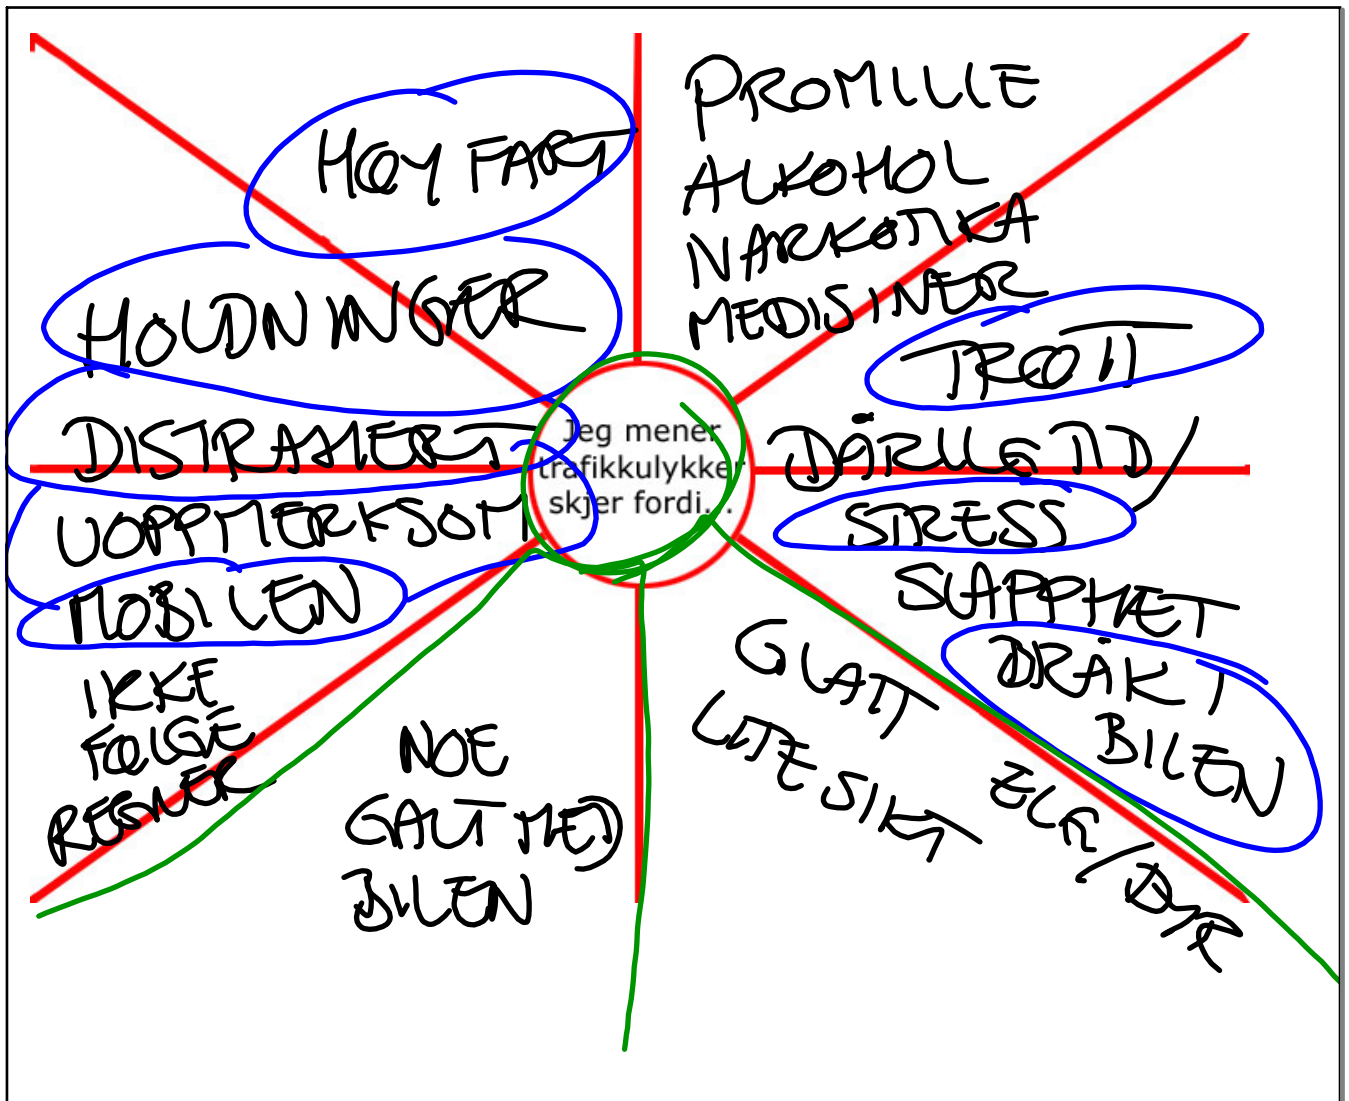 HØY FART
HOLDNINGER
DISTRAHERT
UOPPMERKSOM
MOBILEN
IKKE
FØLGE
REGLER
PROMILLE
ALKOHOL
NARKOTIKA
MEDISINER
TRØTT
DÅRLIG TID /
STRESS
SLAPPHET
BRÅK I
BILEN
Jeg mener
trafikkulykker
skjer fordi...
NOE
GALT MED
BILEN
GLATT
LITE SIKT
ELG / DYR